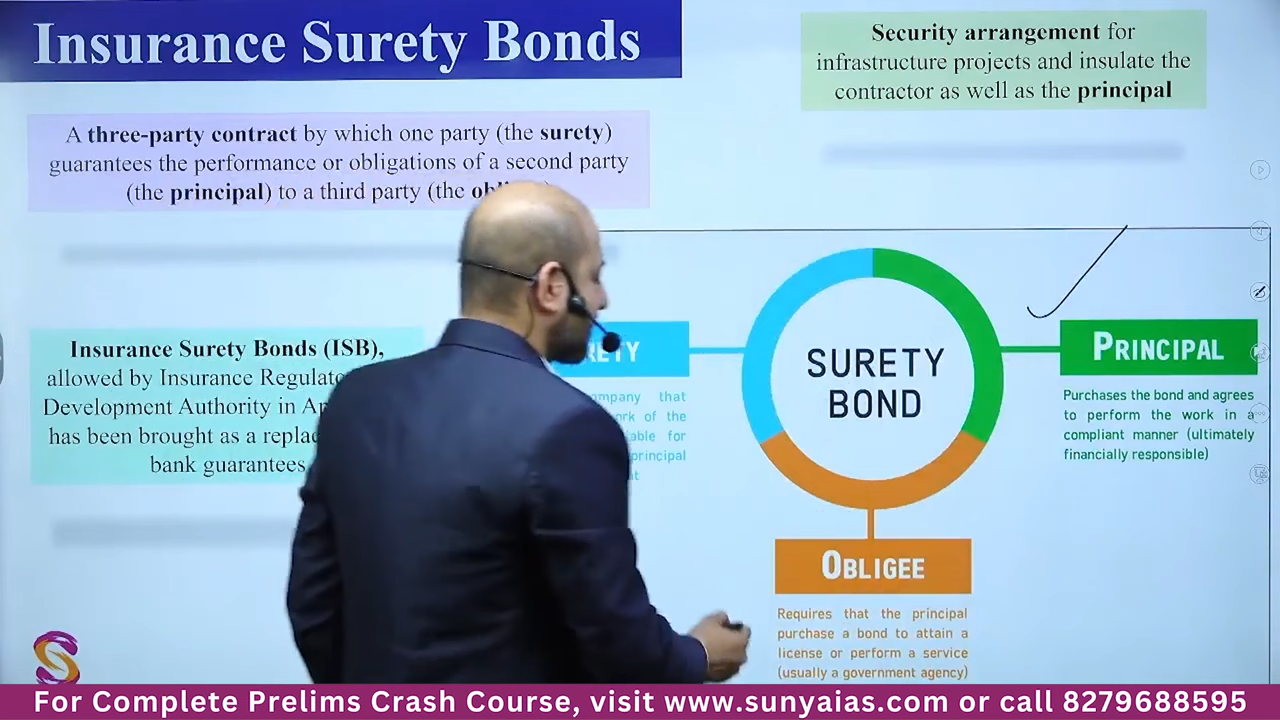 Insurance Surety Bonds
Security arrangement for
infrastructure projects and insulate the
contractor as well as the principal
A three-party contract by which one party (the surety)
guarantees the performance or obligations of a second party
(the principal) to a third party (the
Insurance Surety Bonds (ISB),
allowed by Insurance
Development Authority in
has been brought as a
bank guarantees
SURETY
BOND
PRINCIPAL
Purchases the bond and agrees
to perform the work in a
compliant manner (ultimately
financially responsible)
that
of the
for
principal
OBLIGEE
Requires that the principal
purchase a bond to attain a
license or perform a service
(usually a government agency)
For Complete Prelims Crash Course, visit www.sunyaias.com or call 8279688595